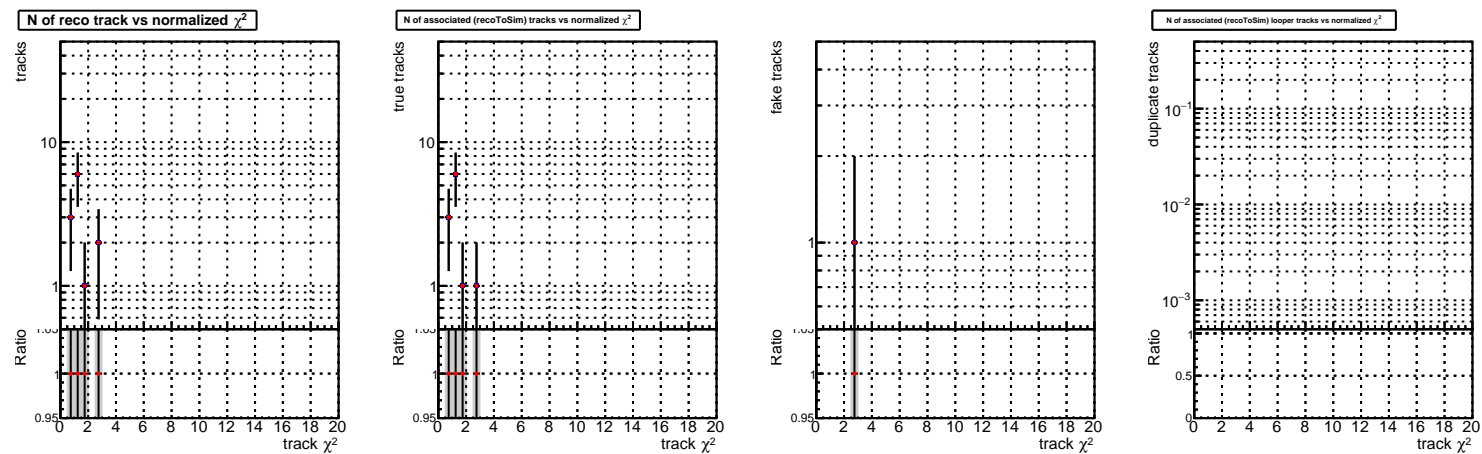 N of reco track vs normalized χ²
tracks
10
1
Ratio
1.05
1
0.95
0 2 4 6 8 10 12 14 16 18 20
track χ²
N of associated (recoToSim) tracks vs normalized χ²
true tracks
10
1
Ratio
1.05
1
0.95
0 2 4 6 8 10 12 14 16 18 20
track χ²
fake tracks
1
Ratio
1.05
1
0.95
0 2 4 6 8 10 12 14 16 18 20
track χ²
N of associated (recoToSim) looper tracks vs normalized χ²
duplicate tracks
10⁻¹
10⁻²
10⁻³
Ratio
1
0.5
0
0 2 4 6 8 10 12 14 16 18 20
track χ²